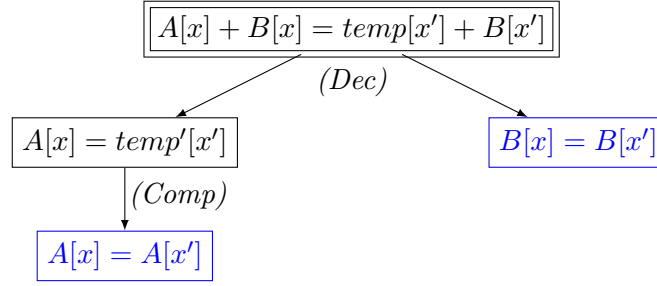 A[x] + B[x] = temp[x′] + B[x′]
(Dec)
A[x] = temp′[x′]
B[x] = B[x′]
(Comp)
A[x] = A[x′]